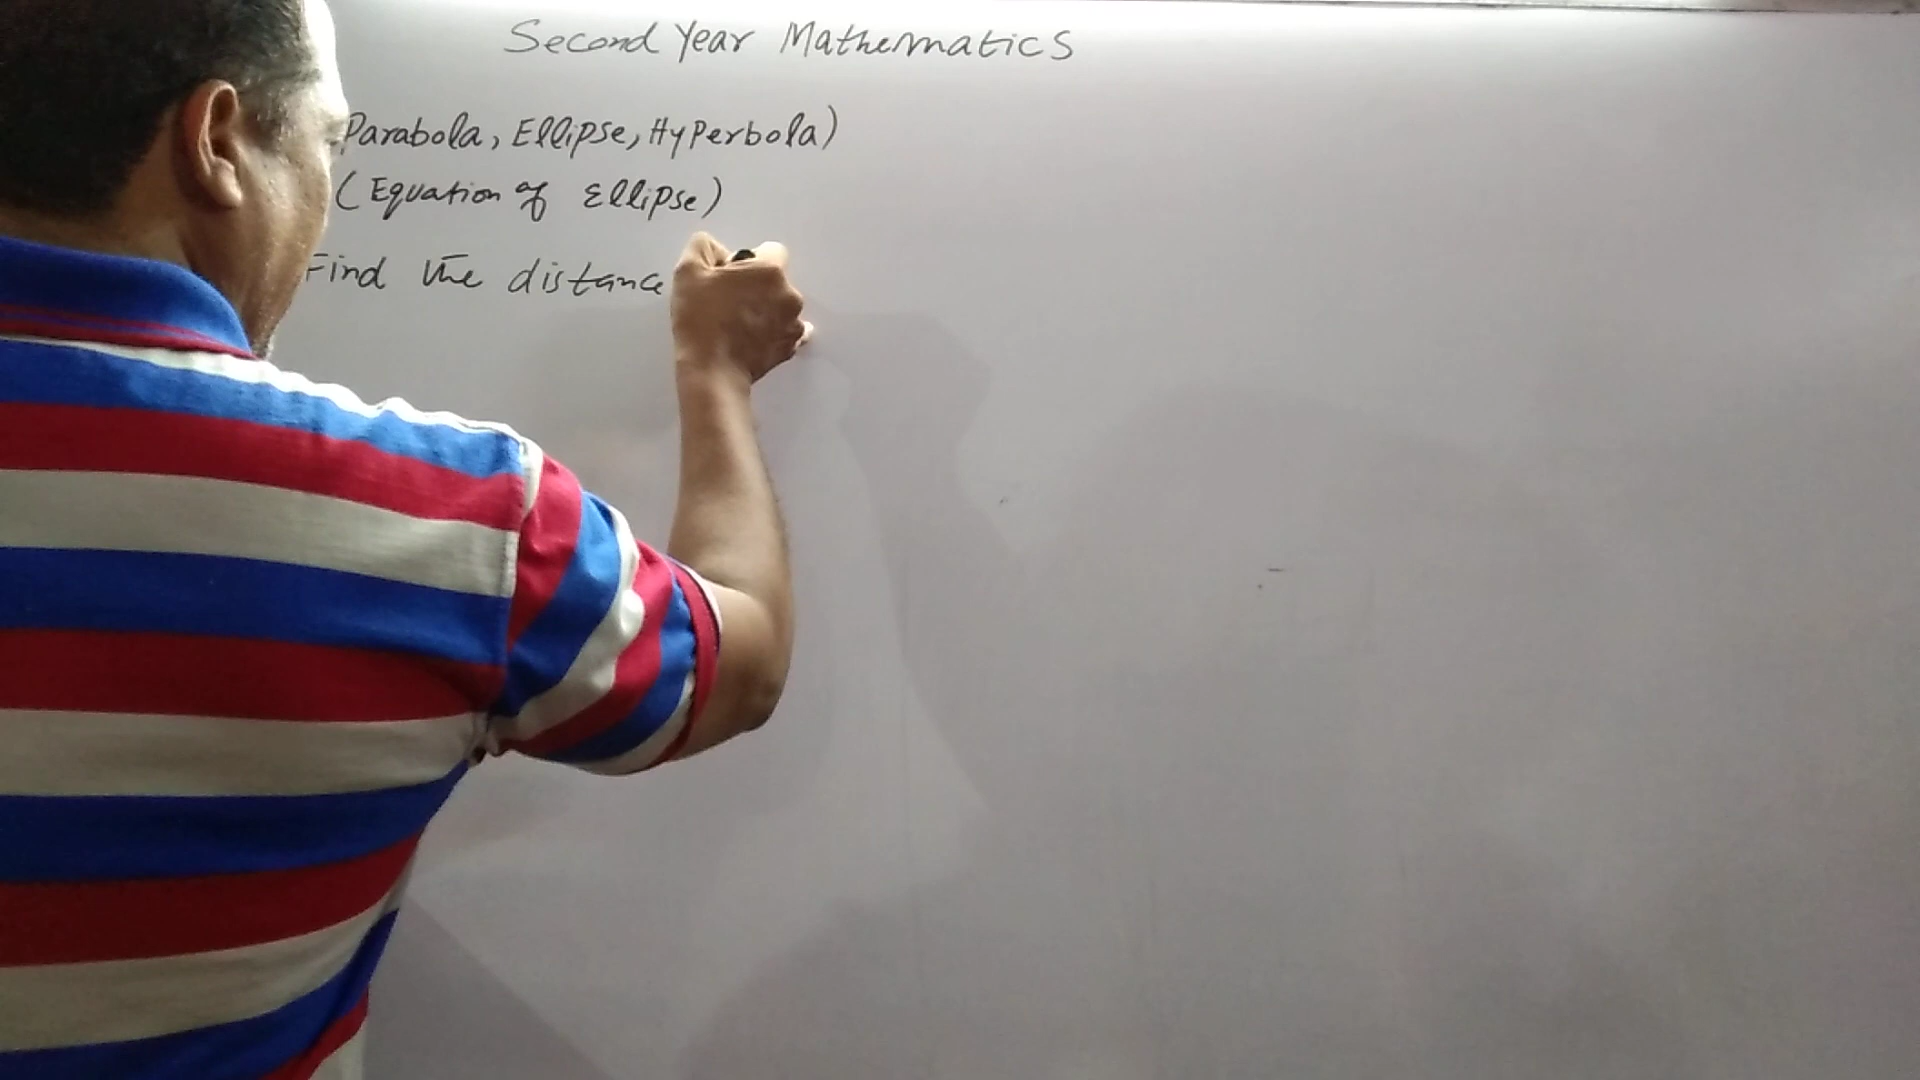 Second Year Mathematics
Parabola, Ellipse, Hyperbola)
(Equation of Ellipse)
Find the distance